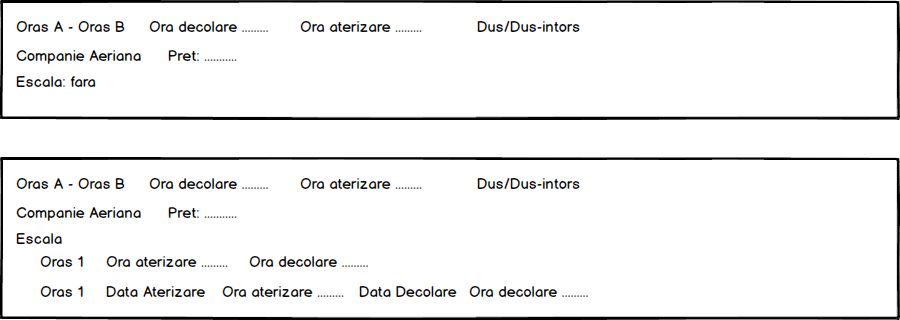 Oras A - Oras B Ora decolare ......... Ora aterizare ......... Dus/Dus-intors
Companie Aeriana Pret: ...........
Escala: fara
Oras A - Oras B Ora decolare ......... Ora aterizare ......... Dus/Dus-intors
Companie Aeriana Pret: ...........
Escala
Oras 1 Ora aterizare ......... Ora decolare .........
Oras 1 Data Aterizare Ora aterizare ......... Data Decolare Ora decolare .........